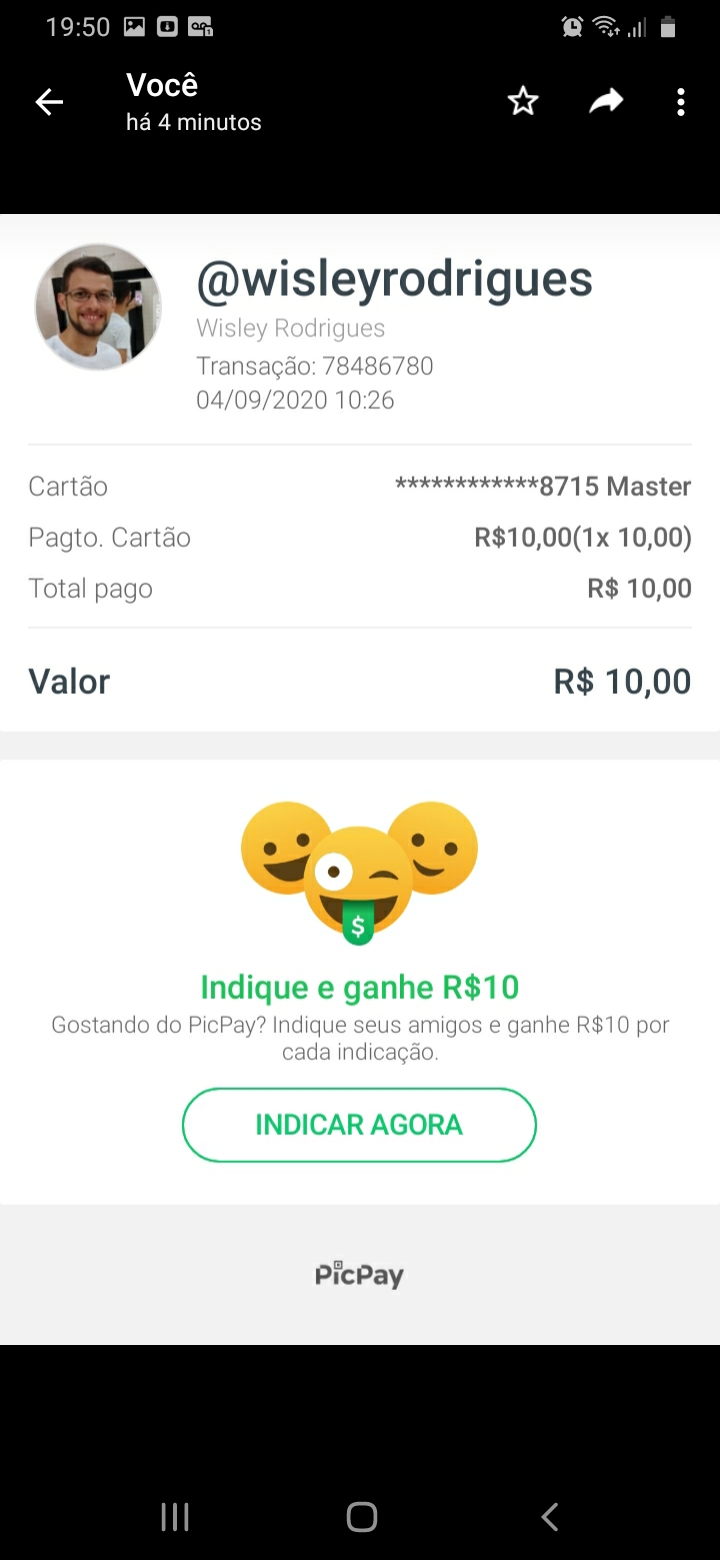 19:50
Você
há 4 minutos
@wisleyrodrigues
Wisley Rodrigues
Transação: 78486780
04/09/2020 10:26
Cartão ************8715 Master
Pagto. Cartão R$10,00(1x 10,00)
Total pago R$ 10,00
Valor R$ 10,00
$
Indique e ganhe R$10
Gostando do PicPay? Indique seus amigos e ganhe R$10 por
cada indicação.
INDICAR AGORA
PicPay